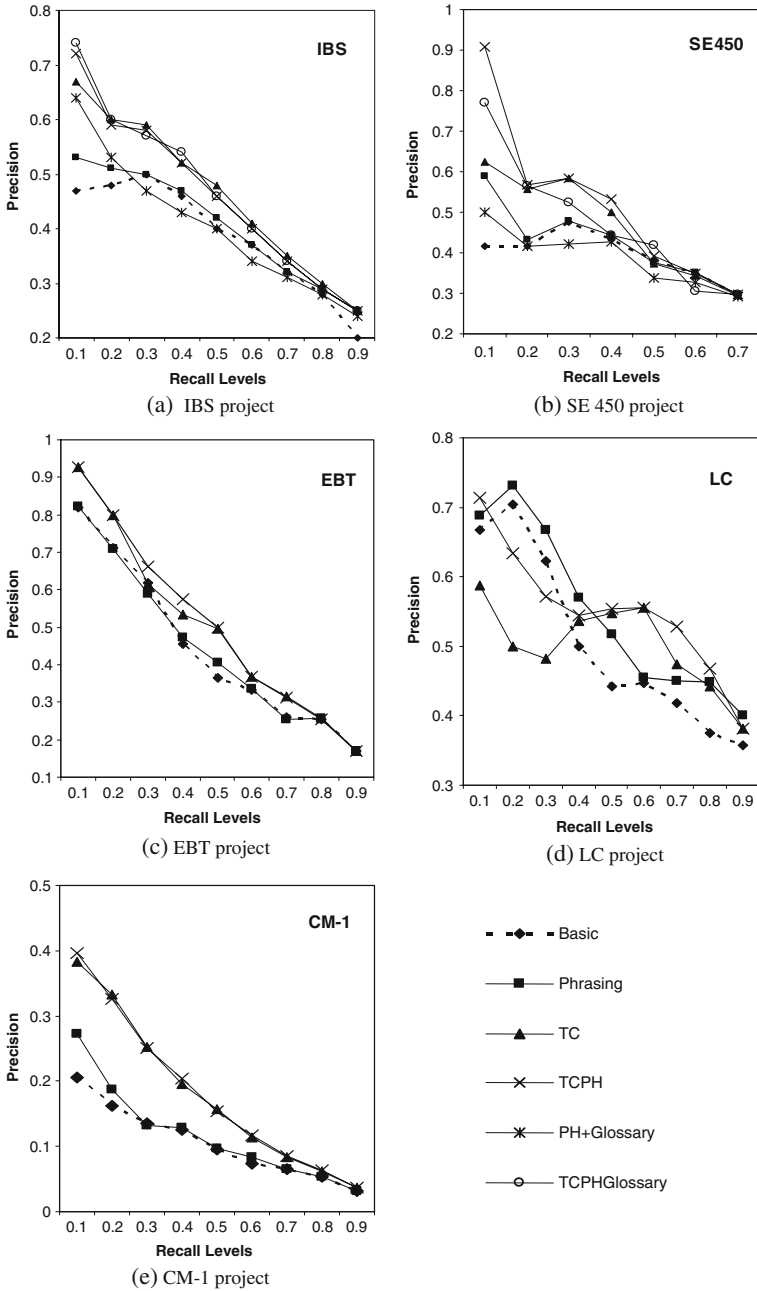 IBS
Precision
0.8
0.7
0.6
0.5
0.4
0.3
0.2
0.1 0.2 0.3 0.4 0.5 0.6 0.7 0.8 0.9
Recall Levels
(a) IBS project
SE450
Precision
1
0.9
0.8
0.7
0.6
0.5
0.4
0.3
0.2
0.1 0.2 0.3 0.4 0.5 0.6 0.7
Recall Levels
(b) SE 450 project
EBT
Precision
1
0.9
0.8
0.7
0.6
0.5
0.4
0.3
0.2
0.1
0.1 0.2 0.3 0.4 0.5 0.6 0.7 0.8 0.9
Recall Levels
(c) EBT project
LC
Precision
0.8
0.7
0.6
0.5
0.4
0.3
0.1 0.2 0.3 0.4 0.5 0.6 0.7 0.8 0.9
Recall Levels
(d) LC project
CM-1
Precision
0.5
0.4
0.3
0.2
0.1
0
0.1 0.2 0.3 0.4 0.5 0.6 0.7 0.8 0.9
Recall Levels
(e) CM-1 project
Basic
Phrasing
TC
TCPH
PH+Glossary
TCPHGlossary